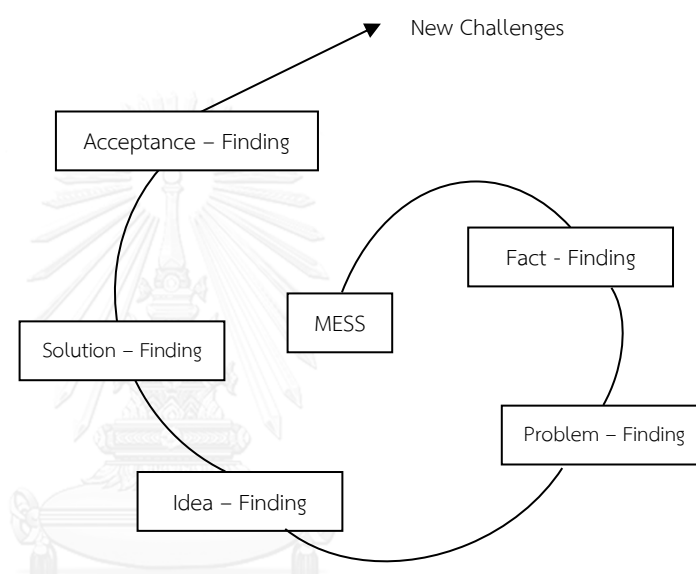 New Challenges
Acceptance – Finding
Fact - Finding
MESS
Solution – Finding
Problem – Finding
Idea – Finding